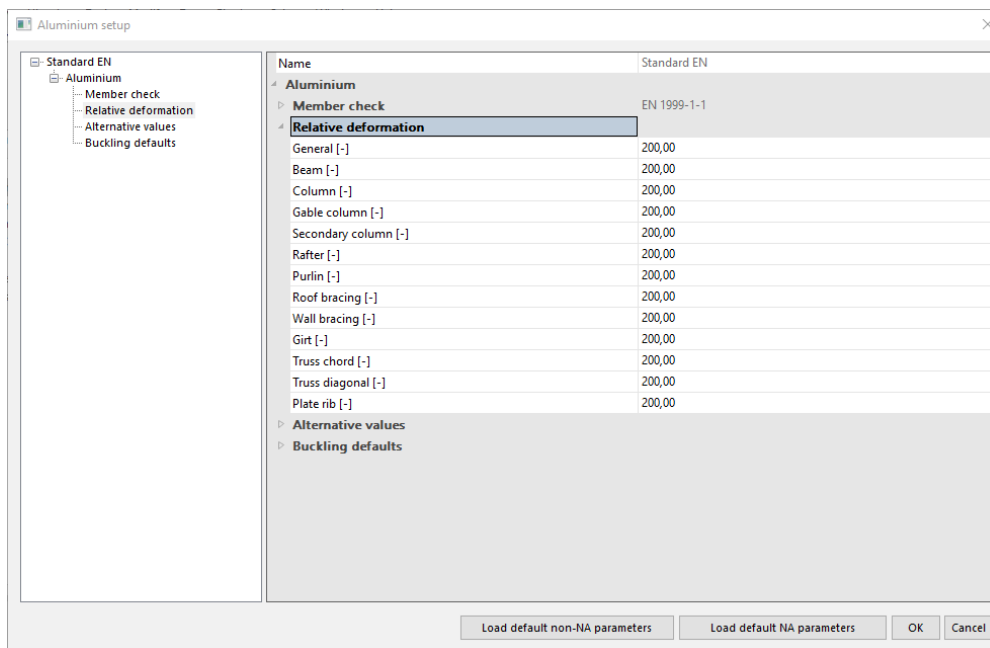 Aluminium setup
Standard EN
Aluminium
Member check
Relative deformation
Alternative values
Buckling defaults
Name Standard EN
Aluminium
Member check EN 1999-1-1
Relative deformation
General [-] 200,00
Beam [-] 200,00
Column [-] 200,00
Gable column [-] 200,00
Secondary column [-] 200,00
Rafter [-] 200,00
Purlin [-] 200,00
Roof bracing [-] 200,00
Wall bracing [-] 200,00
Girt [-] 200,00
Truss chord [-] 200,00
Truss diagonal [-] 200,00
Plate rib [-] 200,00
Alternative values
Buckling defaults
Load default non-NA parameters Load default NA parameters OK Cancel